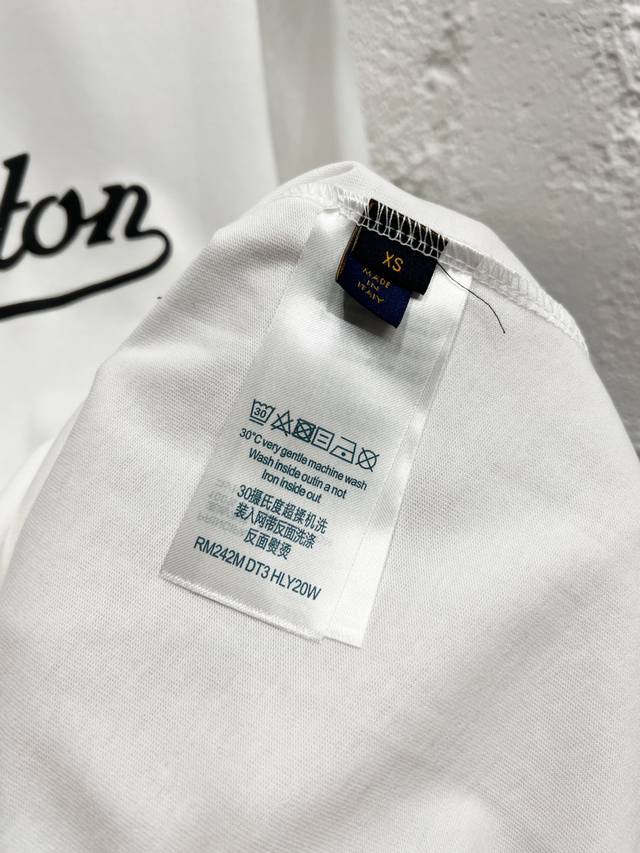 ton
XS
MADE
IN
ITALY
30
30°C very gentle machine wash
Wash inside outin a not
Iron inside out
30摄氏度超揉机洗
装入网带反面洗涤
反面熨烫
RM242M DT3 HLY20W